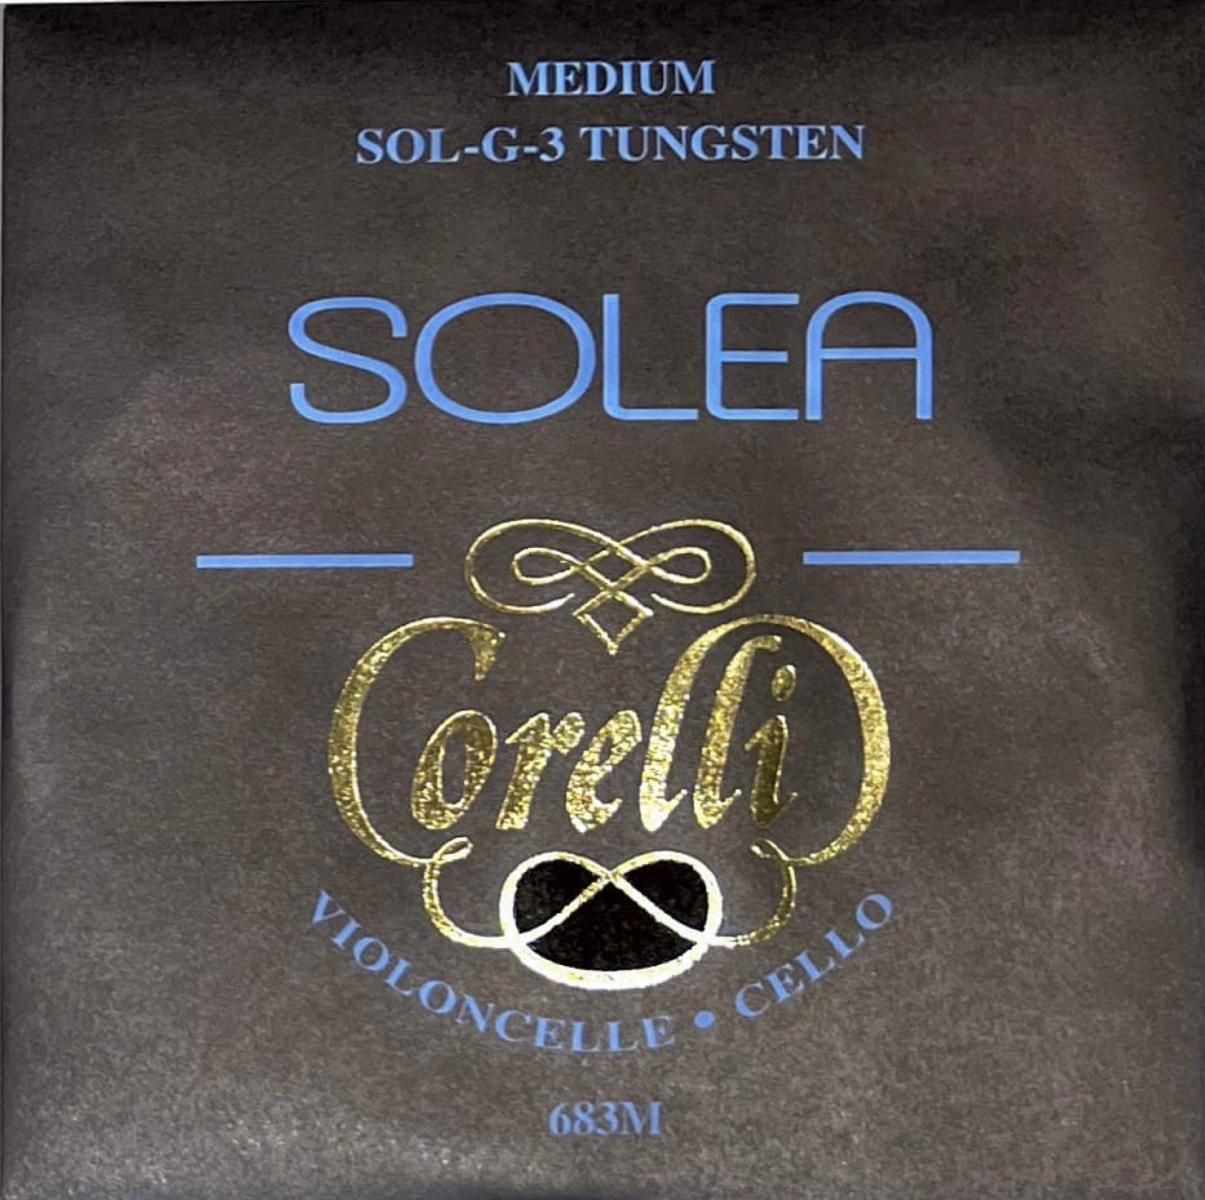 MEDIUM
SOL-G-3 TUNGSTEN
SOLEA
Corelli
VIOLONCELLE • CELLO
683M